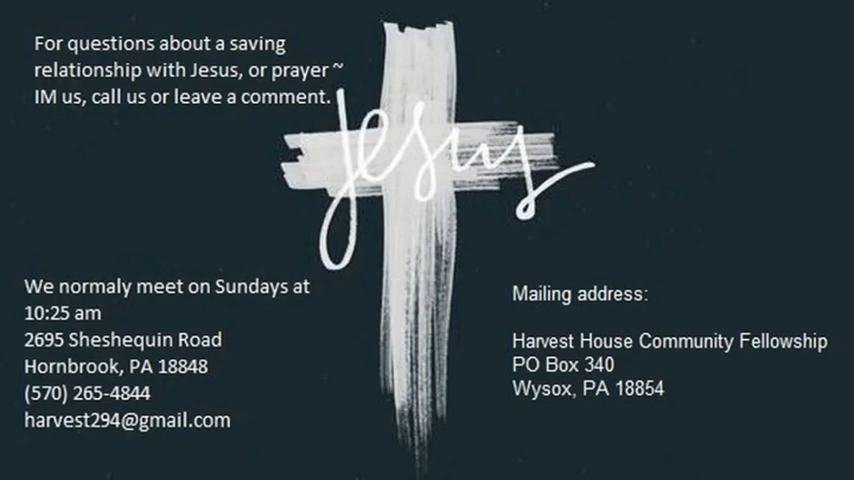 For questions about a saving
relationship with Jesus, or prayer ~
IM us, call us or leave a comment.
Jesus
We normaly meet on Sundays at
10:25 am
2695 Sheshequin Road
Hornbrook, PA 18848
(570) 265-4844
harvest294@gmail.com
Mailing address:
Harvest House Community Fellowship
PO Box 340
Wysox, PA 18854